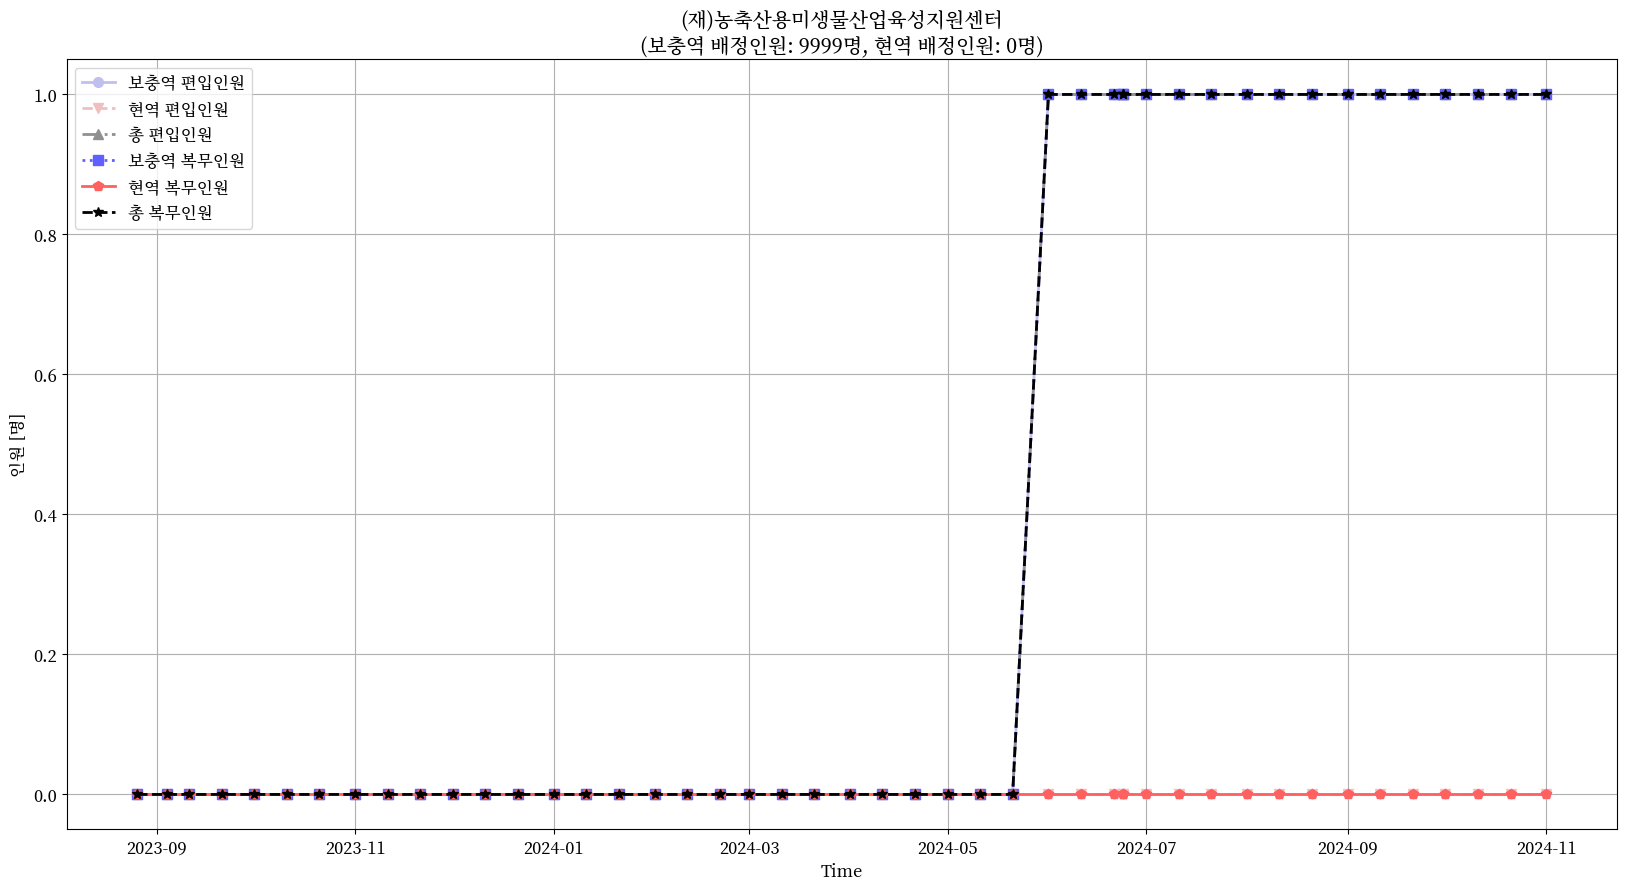 (재)농축산용미생물산업육성지원센터
(보충역 배정인원: 9999명, 현역 배정인원: 0명)
보충역 편입인원
현역 편입인원
총 편입인원
보충역 복무인원
현역 복무인원
총 복무인원
1.0
0.8
0.6
0.4
0.2
0.0
인원 [명]
2023-09
2023-11
2024-01
2024-03
2024-05
2024-07
2024-09
2024-11
Time